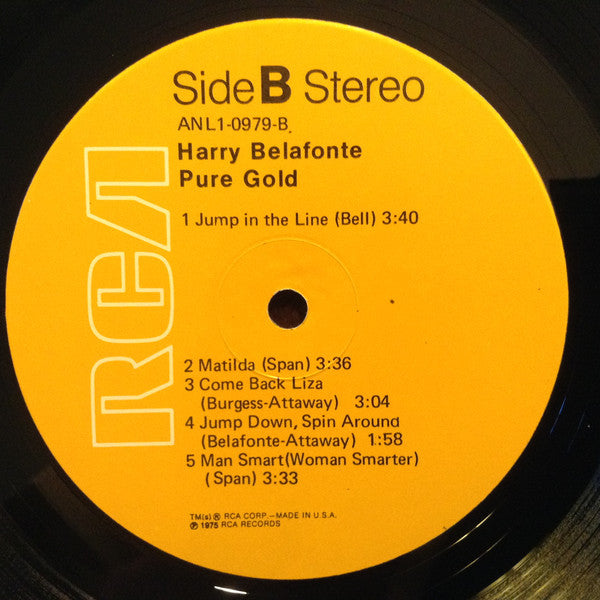 Side B Stereo
ANL1-0979-B
Harry Belafonte
Pure Gold
1 Jump in the Line (Bell) 3:40
RCA
2 Matilda (Span) 3:36
3 Come Back Liza
(Burgess-Attaway) 3:04
4 Jump Down, Spin Around
(Belafonte-Attaway) 1:58
5 Man Smart (Woman Smarter)
(Span) 3:33
TM(s) ® RCA CORP.—MADE IN U.S.A.
℗ 1975 RCA RECORDS